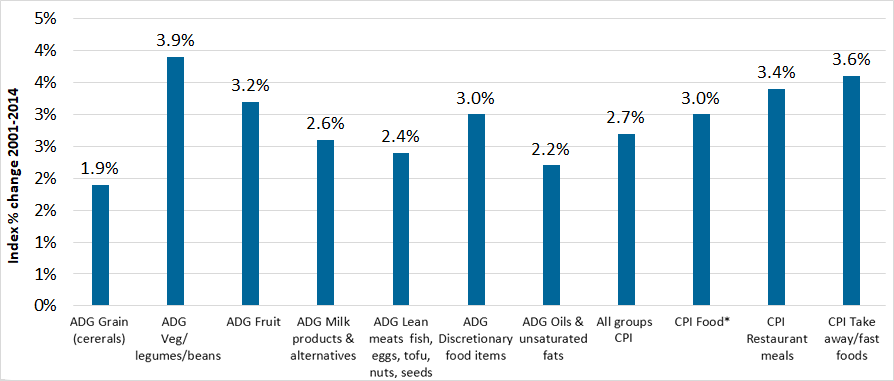 5%
4%
4%
3%
3%
2%
2%
1%
1%
0%
Index % change 2001-2014
1.9%
3.9%
3.2%
2.6%
2.4%
3.0%
2.2%
2.7%
3.0%
3.4%
3.6%
ADG Grain
(cererals)
ADG
Veg/
legumes/beans
ADG Fruit
ADG Milk
products &
alternatives
ADG Lean
meats fish,
eggs, tofu,
nuts, seeds
ADG
Discretionary
food items
ADG Oils &
unsaturated
fats
All groups
CPI
CPI Food*
CPI
Restaurant
meals
CPI Take
away/fast
foods